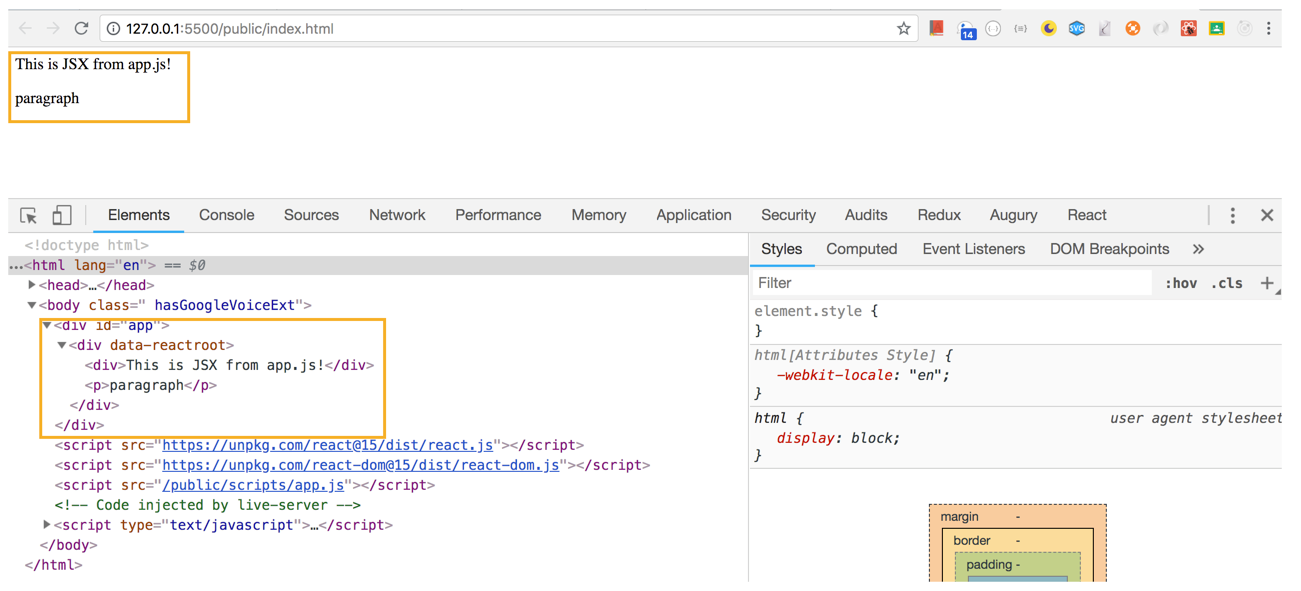 127.0.0.1:5500/public/index.html
14
SVG
This is JSX from app.js!
paragraph
Elements Console Sources Network Performance Memory Application Security Audits Redux Augury React
<!doctype html>
...<html lang="en"> == $0
<head>…</head>
<body class=" hasGoogleVoiceExt">
<div id="app">
<div data-reactroot>
<div>This is JSX from app.js!</div>
<p>paragraph</p>
</div>
</div>
<script src="https://unpkg.com/react@15/dist/react.js"></script>
<script src="https://unpkg.com/react-dom@15/dist/react-dom.js"></script>
<script src="/public/scripts/app.js"></script>
<!-- Code injected by live-server -->
<script type="text/javascript">…</script>
</body>
</html>
Styles Computed Event Listeners DOM Breakpoints »
Filter :hov .cls +
element.style {
}
html[Attributes Style] {
-webkit-locale: "en";
}
html { user agent stylesheet
display: block;
}
margin -
border -
padding -